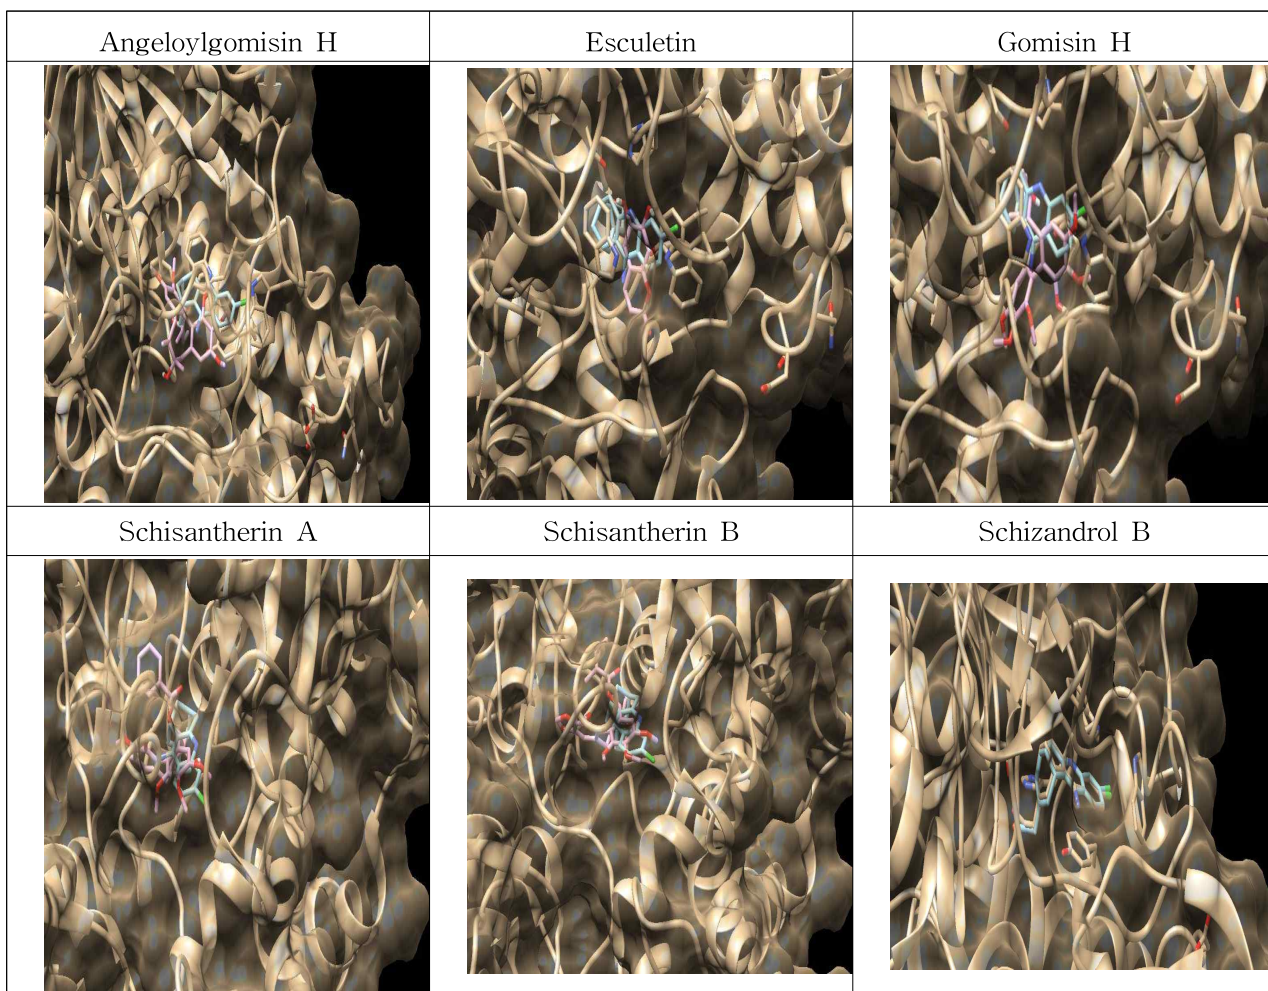 Angeloylgomisin H
Esculetin
Gomisin H
Schisantherin A
Schisantherin B
Schizandrol B